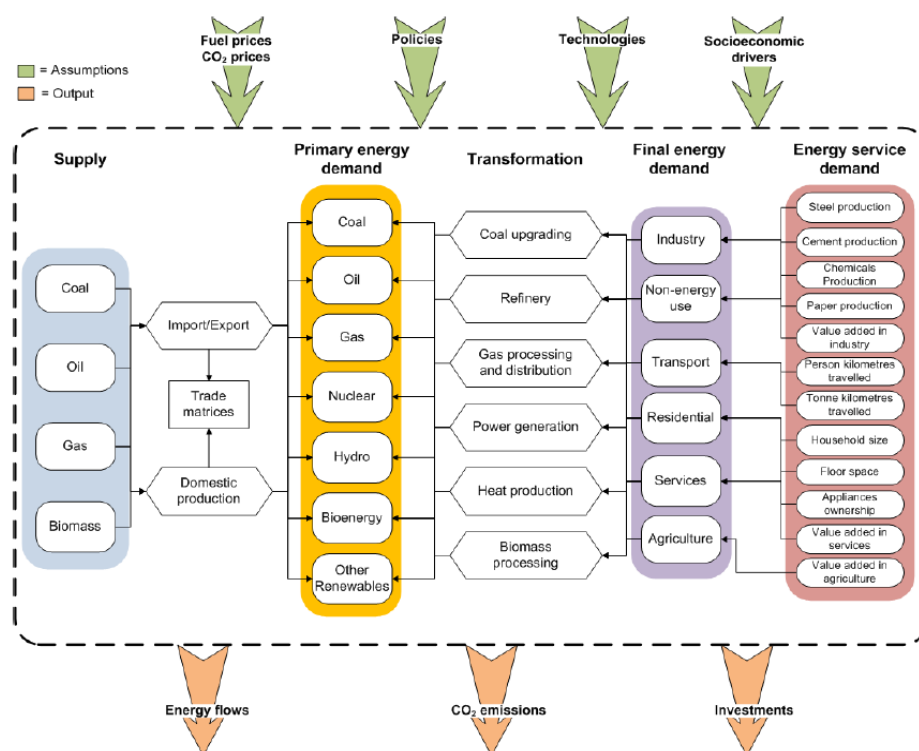 Fuel prices
CO₂ prices
Policies
Technologies
Socioeconomic
drivers
= Assumptions
= Output
Supply
Primary energy
demand
Transformation
Final energy
demand
Energy service
demand
Coal
Oil
Gas
Biomass
Import/Export
Trade
matrices
Domestic
production
Coal
Oil
Gas
Nuclear
Hydro
Bioenergy
Other
Renewables
Coal upgrading
Refinery
Gas processing
and distribution
Power generation
Heat production
Biomass
processing
Industry
Non-energy
use
Transport
Residential
Services
Agriculture
Steel production
Cement production
Chemicals
Production
Paper production
Value added in
industry
Person kilometres
travelled
Tonne kilometres
travelled
Household size
Floor space
Appliances
ownership
Value added in
services
Value added in
agriculture
Energy flows
CO₂ emissions
Investments